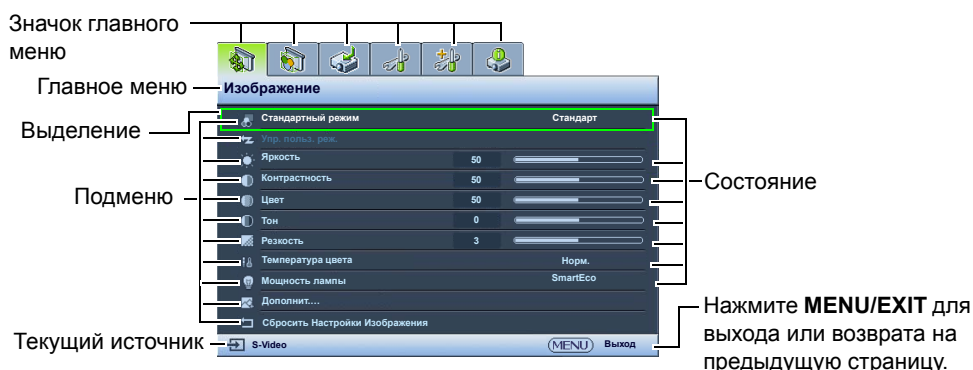 Значок главного
меню
Главное меню
Изображение
Выделение
Стандартный режим Стандарт
Упр. польз. реж.
Яркость 50
Контрастность 50
Подменю
Состояние
Цвет 50
Тон 0
Резкость 3
Температура цвета Норм.
Мощность лампы SmartEco
Дополнит....
Сбросить Настройки Изображения
Текущий источник
S-Video MENU Выход
Нажмите MENU/EXIT для
выхода или возврата на
предыдущую страницу.